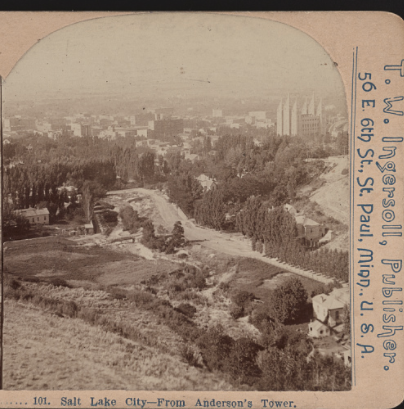 T. W. Ingersoll, Publisher.
56 E. 6th St., St. Paul, Minn., U. S. A.
..... 101. Salt Lake City—From Anderson's Tower.